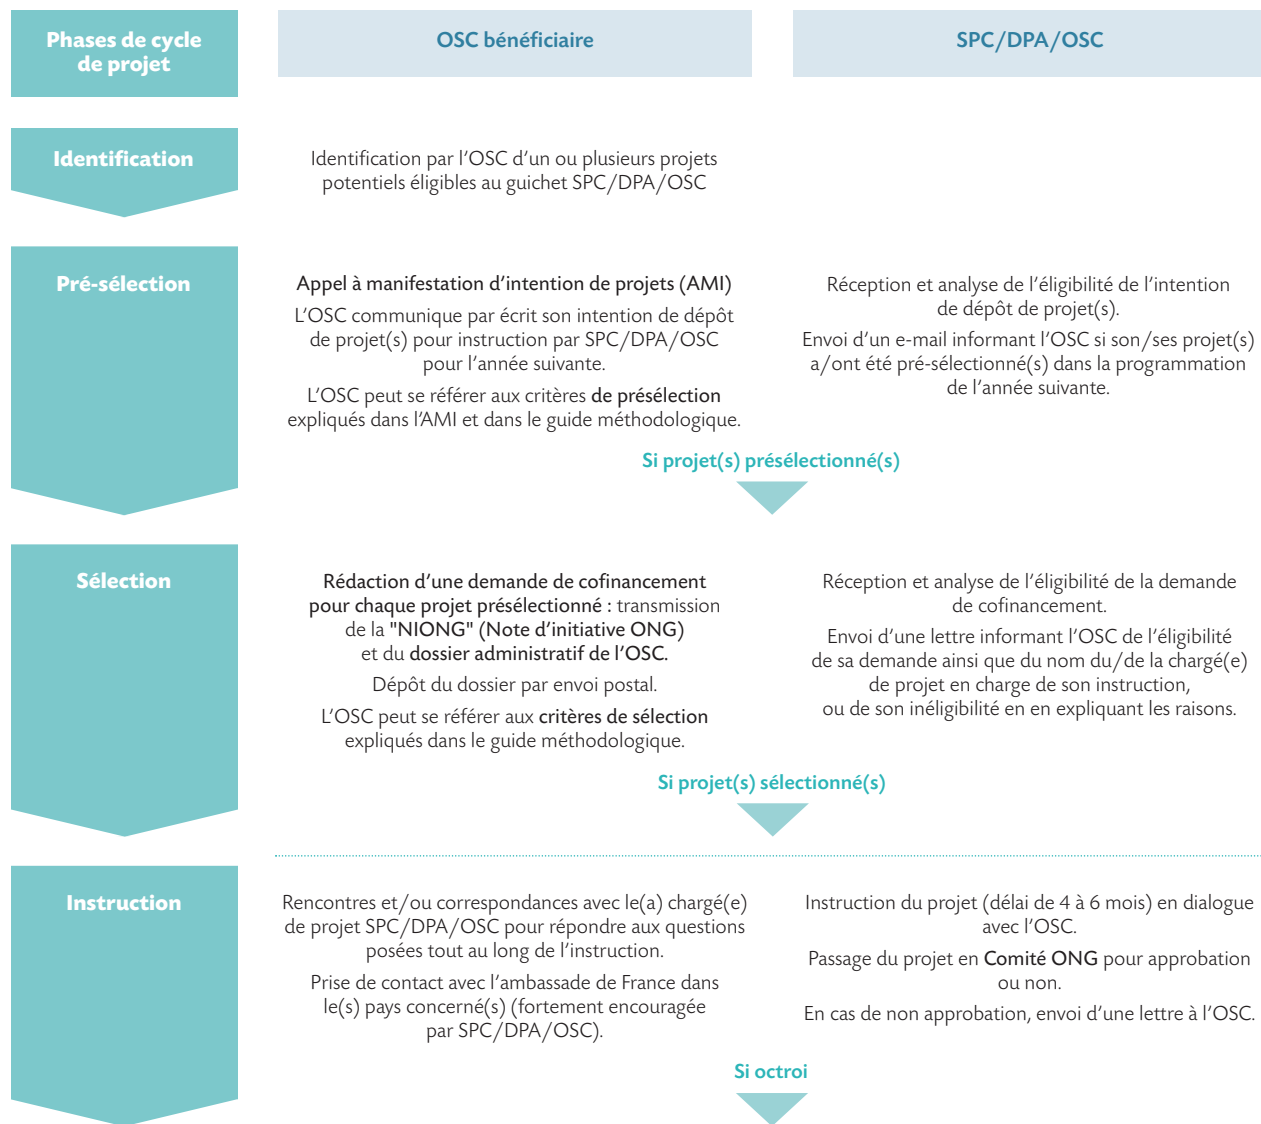 Phases de cycle
de projet
OSC bénéficiaire
SPC/DPA/OSC
Identification
Identification par l’OSC d’un ou plusieurs projets
potentiels éligibles au guichet SPC/DPA/OSC
Pré-sélection
Appel à manifestation d’intention de projets (AMI)
L’OSC communique par écrit son intention de dépôt
de projet(s) pour instruction par SPC/DPA/OSC
pour l’année suivante.
L’OSC peut se référer aux critères de présélection
expliqués dans l’AMI et dans le guide méthodologique.
Réception et analyse de l’éligibilité de l’intention
de dépôt de projet(s).
Envoi d’un e-mail informant l’OSC si son/ses projet(s)
a/ont été pré-sélectionné(s) dans la programmation
de l’année suivante.
Si projet(s) présélectionné(s)
Sélection
Rédaction d’une demande de cofinancement
pour chaque projet présélectionné : transmission
de la "NIONG" (Note d’initiative ONG)
et du dossier administratif de l’OSC.
Dépôt du dossier par envoi postal.
L’OSC peut se référer aux critères de sélection
expliqués dans le guide méthodologique.
Réception et analyse de l’éligibilité de la demande
de cofinancement.
Envoi d’une lettre informant l’OSC de l’éligibilité
de sa demande ainsi que du nom du/de la chargé(e)
de projet en charge de son instruction,
ou de son inéligibilité en en expliquant les raisons.
Si projet(s) sélectionné(s)
Instruction
Rencontres et/ou correspondances avec le(a) chargé(e)
de projet SPC/DPA/OSC pour répondre aux questions
posées tout au long de l’instruction.
Prise de contact avec l’ambassade de France dans
le(s) pays concerné(s) (fortement encouragée
par SPC/DPA/OSC).
Instruction du projet (délai de 4 à 6 mois) en dialogue
avec l’OSC.
Passage du projet en Comité ONG pour approbation
ou non.
En cas de non approbation, envoi d’une lettre à l’OSC.
Si octroi